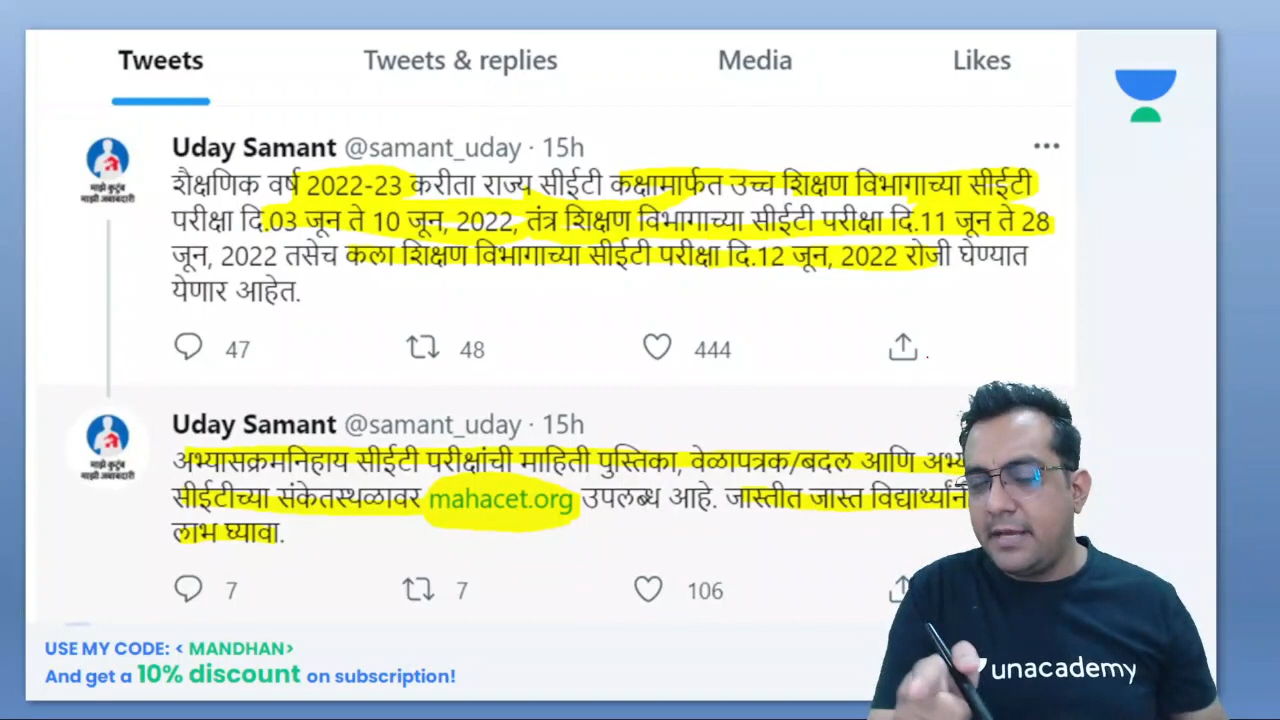 Tweets Tweets & replies Media Likes
Uday Samant @samant_uday · 15h
शैक्षणिक वर्ष 2022-23 करीता राज्य सीईटी कक्षामार्फत उच्च शिक्षण विभागाच्या सीईटी
परीक्षा दि.03 जून ते 10 जून, 2022, तंत्र शिक्षण विभागाच्या सीईटी परीक्षा दि.11 जून ते 28
जून, 2022 तसेच कला शिक्षण विभागाच्या सीईटी परीक्षा दि.12 जून, 2022 रोजी घेण्यात
येणार आहेत.
47 48 444
माझे कुटुंब
माझी जबाबदारी
Uday Samant @samant_uday · 15h
अभ्यासक्रमनिहाय सीईटी परीक्षांची माहिती पुस्तिका, वेळापत्रक/बदल आणि
सीईटीच्या संकेतस्थळावर mahacet.org उपलब्ध आहे. जास्तीत जास्त विद्यार्थ्यांनी
लाभ घ्यावा.
7 7 106
माझे कुटुंब
माझी जबाबदारी
USE MY CODE: < MANDHAN>
And get a 10% discount on subscription!
unacademy